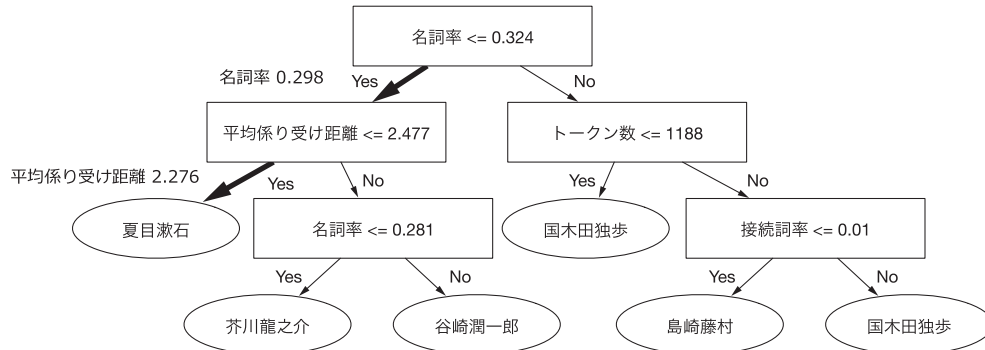 名詞率 <= 0.324
名詞率 0.298
Yes
No
平均係り受け距離 <= 2.477
トークン数 <= 1188
平均係り受け距離 2.276
Yes
No
Yes
No
夏目漱石
名詞率 <= 0.281
国木田独歩
接続詞率 <= 0.01
Yes
No
Yes
No
芥川龍之介
谷崎潤一郎
島崎藤村
国木田独歩